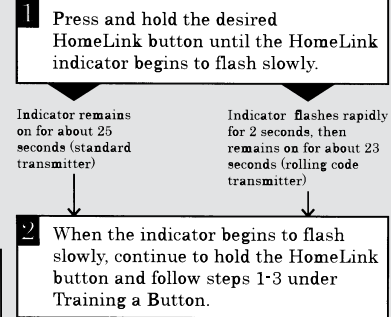 1
Press and hold the desired
HomeLink button until the HomeLink
indicator begins to flash slowly.
Indicator remains
on for about 25
seconds (standard
transmitter)
Indicator flashes rapidly
for 2 seconds, then
remains on for about 23
seconds (rolling code
transmitter)
2
When the indicator begins to flash
slowly, continue to hold the HomeLink
button and follow steps 1-3 under
Training a Button.